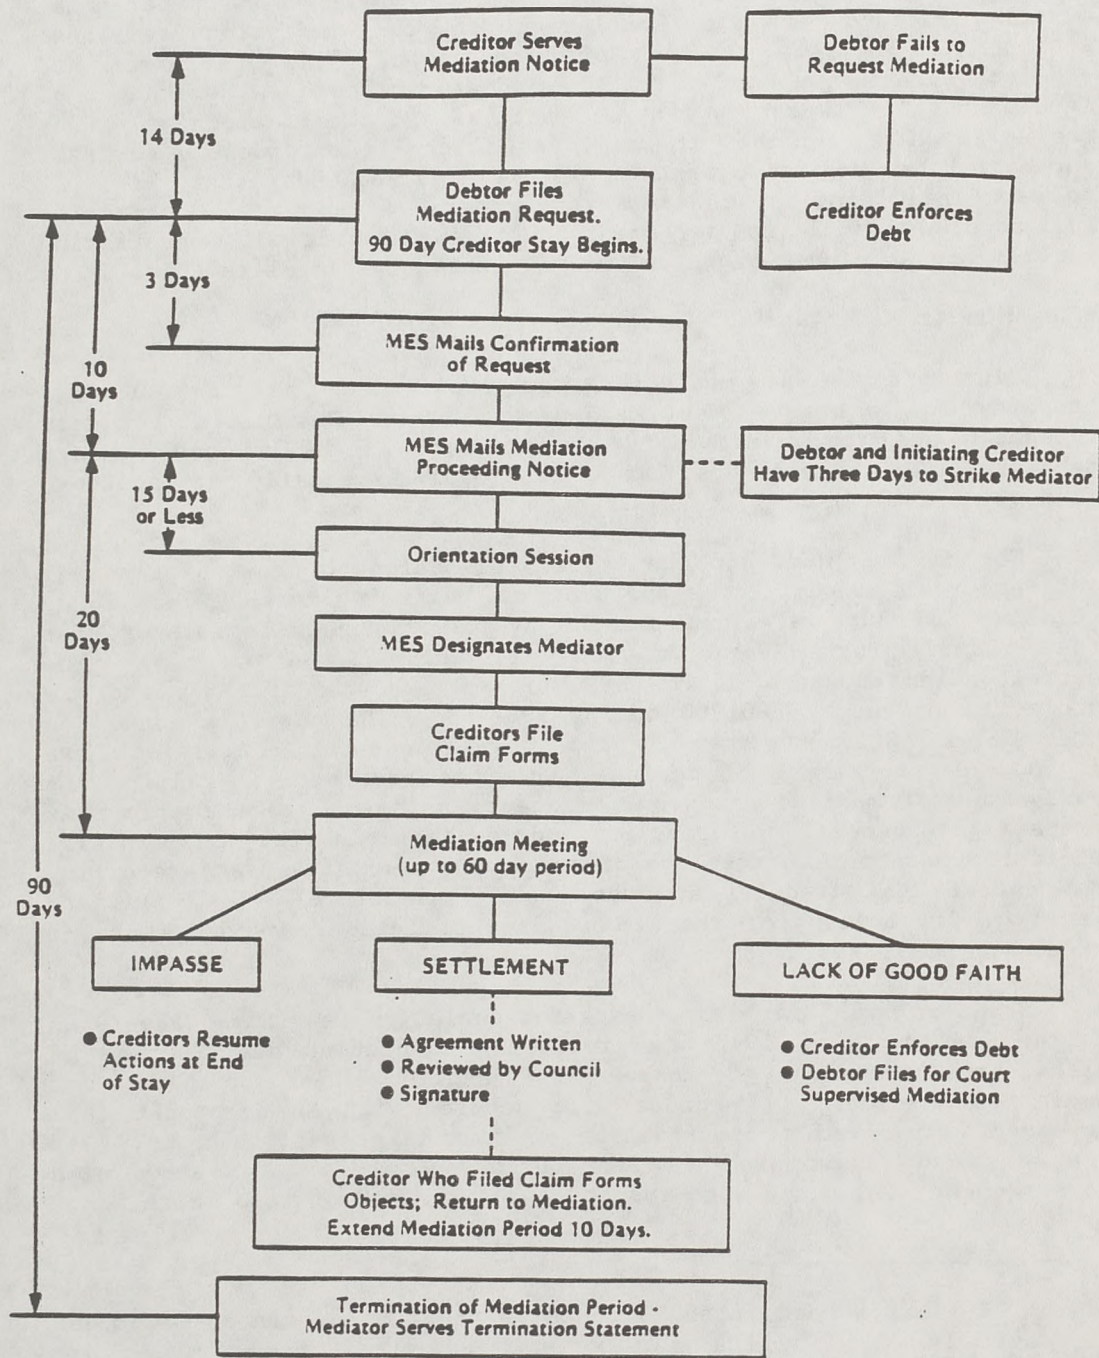 Creditor Serves
Mediation Notice
Debtor Fails to
Request Mediation
14 Days
Debtor Files
Mediation Request.
90 Day Creditor Stay Begins.
Creditor Enforces
Debt
3 Days
MES Mails Confirmation
of Request
10
Days
MES Mails Mediation
Proceeding Notice
Debtor and Initiating Creditor
Have Three Days to Strike Mediator
15 Days
or Less
Orientation Session
20
Days
MES Designates Mediator
Creditors File
Claim Forms
Mediation Meeting
(up to 60 day period)
90
Days
IMPASSE
SETTLEMENT
LACK OF GOOD FAITH
● Creditors Resume
Actions at End
of Stay
● Agreement Written
● Reviewed by Council
● Signature
● Creditor Enforces Debt
● Debtor Files for Court
Supervised Mediation
Creditor Who Filed Claim Forms
Objects; Return to Mediation.
Extend Mediation Period 10 Days.
Termination of Mediation Period -
Mediator Serves Termination Statement